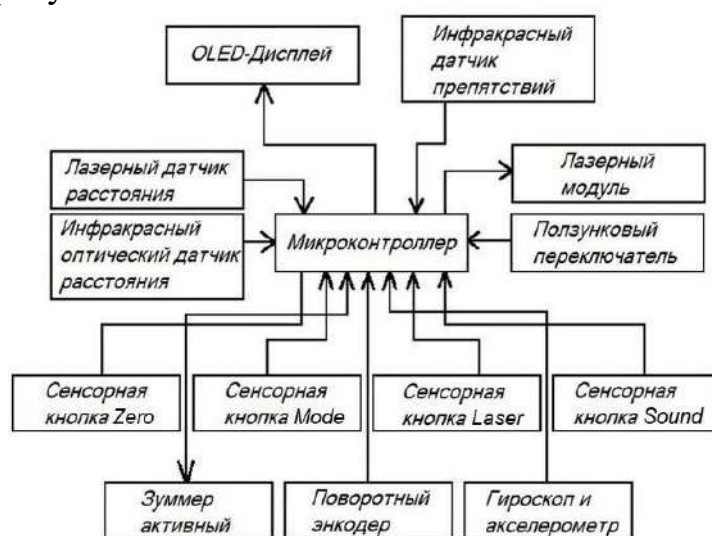 OLED-Дисплей
Инфракрасный
датчик
препятствий
Лазерный датчик
расстояния
Лазерный
модуль
Инфракрасный
оптический датчик
расстояния
Микроконтроллер
Ползунковый
переключатель
Сенсорная
кнопка Zero
Сенсорная
кнопка Mode
Сенсорная
кнопка Laser
Сенсорная
кнопка Sound
Зуммер
активный
Поворотный
энкодер
Гироскоп и
акселерометр